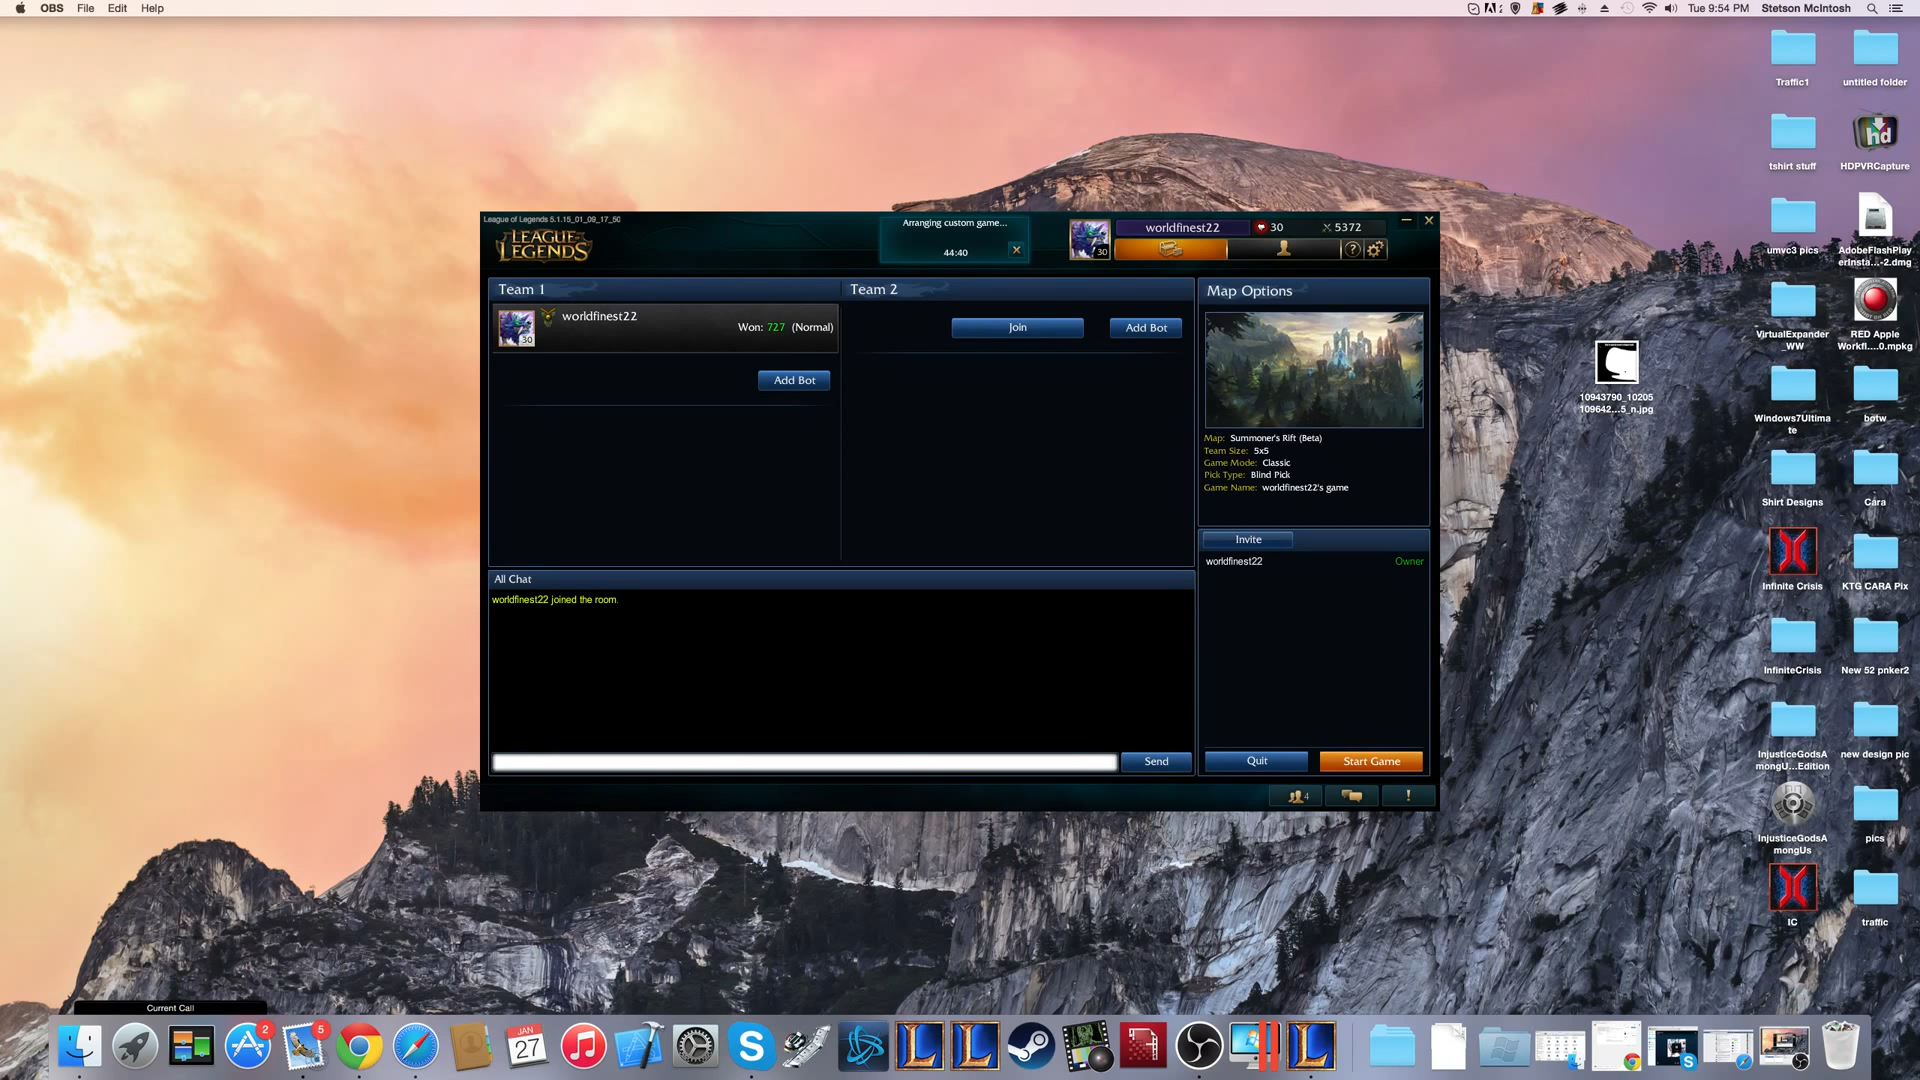 OBS File Edit Help
2 Tue 9:54 PM Stetson McIntosh
Traffic1
untitled folder
tshirt stuff
hd
HDPVRCapture
umvc3 pics
AdobeFlashPlay
erInsta...-2.dmg
VirtualExpander
_WW
RED Apple
Workfl....0.mpkg
10943790_10205
109642...5_n.jpg
Windows7Ultima
te
botw
Shirt Designs
Cara
Infinite Crisis
KTG CARA Pix
InfiniteCrisis
New 52 pnker2
InjusticeGodsA
mongU...Edition
new design pic
InjusticeGodsA
mongUs
pics
IC
traffic
League of Legends 5.1.15_01_09_17_50
LEAGUE OF
LEGENDS
Arranging custom game...
44:40
30
worldfinest22 30 5372
?
Team 1
Team 2
Map Options
30
worldfinest22
Won: 727 (Normal)
Join
Add Bot
Add Bot
Map: Summoner's Rift (Beta)
Team Size: 5x5
Game Mode: Classic
Pick Type: Blind Pick
Game Name: worldfinest22's game
Invite
worldfinest22 Owner
All Chat
worldfinest22 joined the room.
Send
Quit
Start Game
4
!
Current Call
2
5
JAN
27